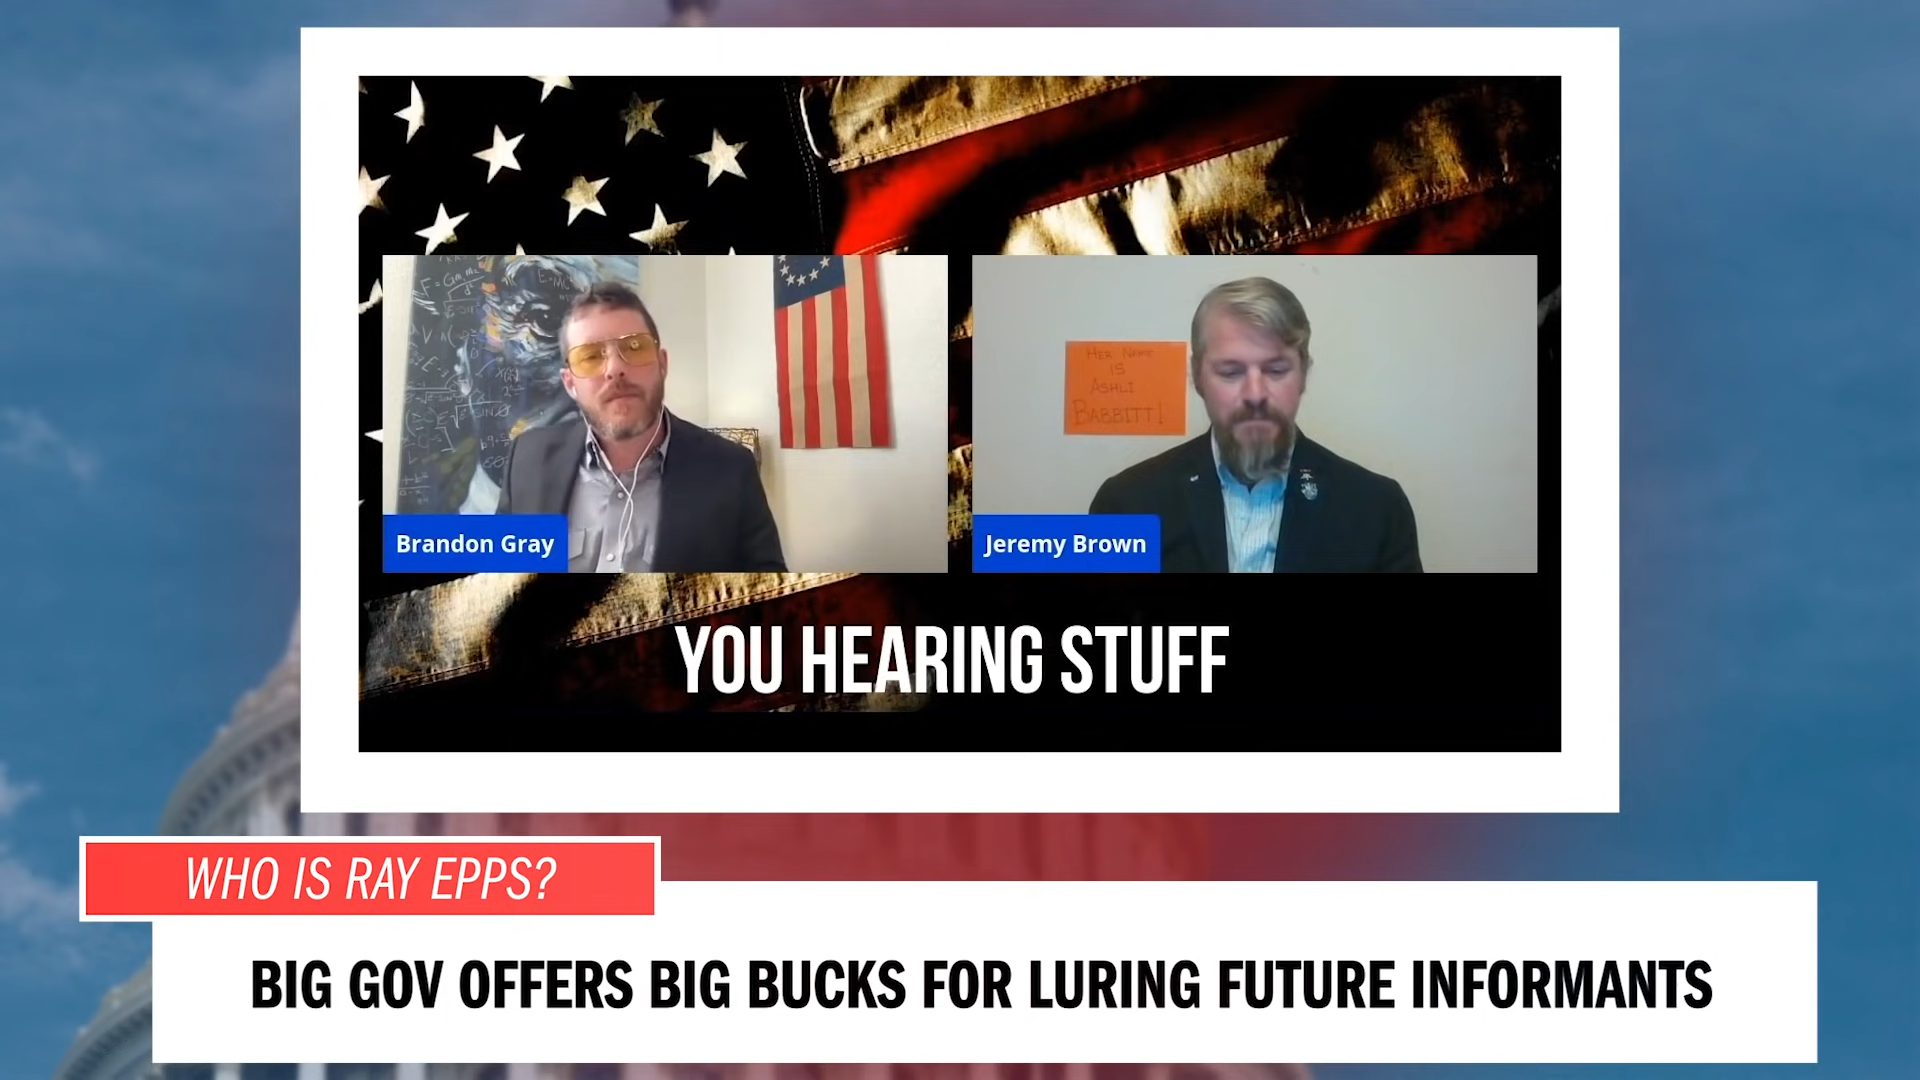 HER NAME
IS
ASHLI
BABBITT!
Brandon Gray
Jeremy Brown
YOU HEARING STUFF
WHO IS RAY EPPS?
BIG GOV OFFERS BIG BUCKS FOR LURING FUTURE INFORMANTS